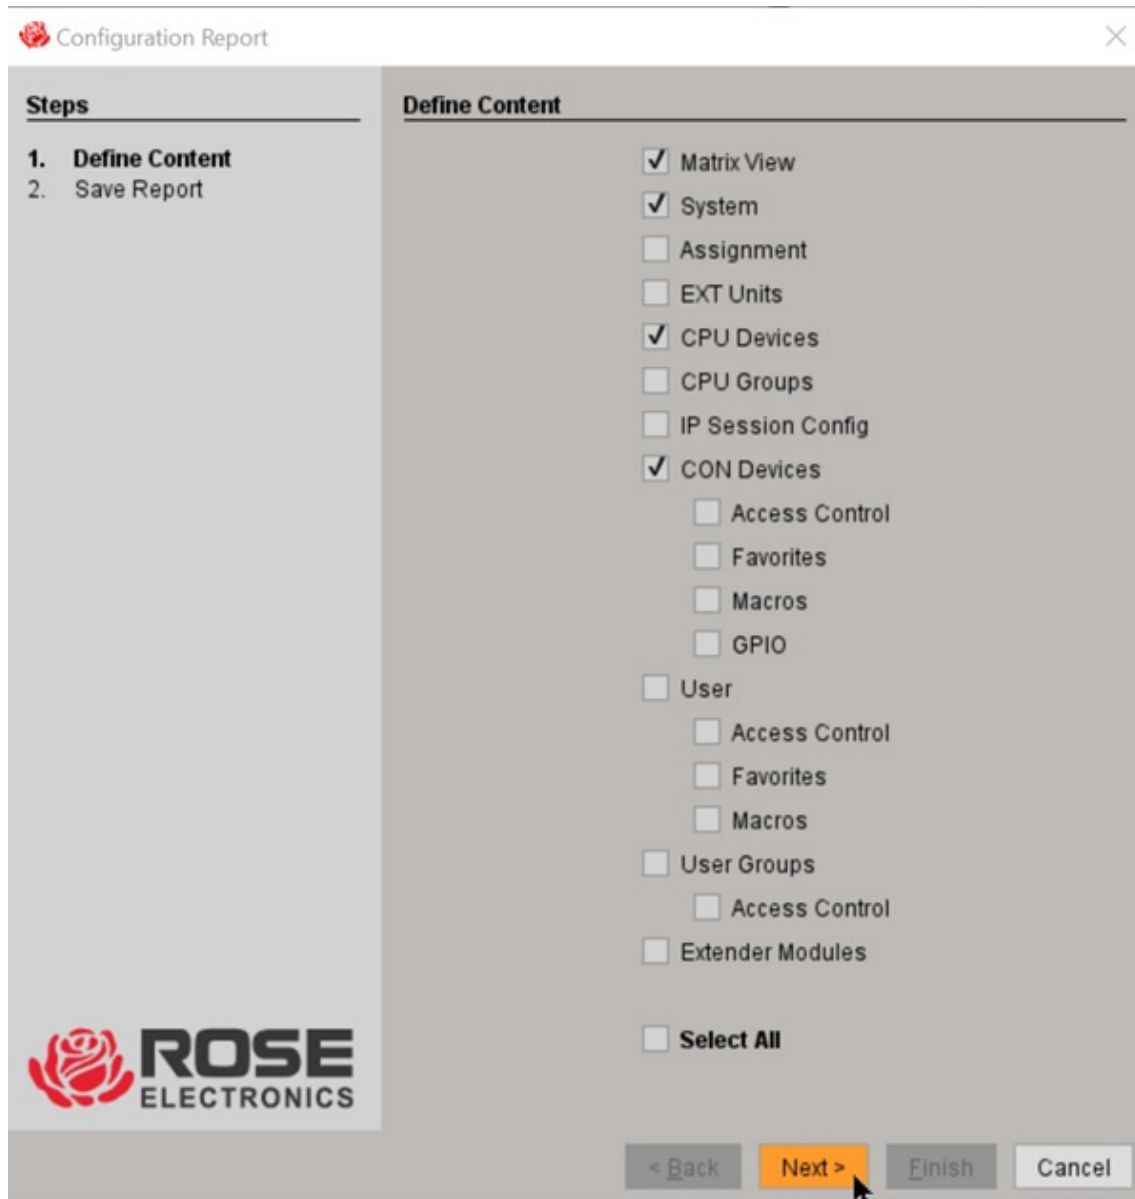 Configuration Report
Steps
1. Define Content
2. Save Report
Define Content
Matrix View
System
Assignment
EXT Units
CPU Devices
CPU Groups
IP Session Config
CON Devices
Access Control
Favorites
Macros
GPIO
User
Access Control
Favorites
Macros
User Groups
Access Control
Extender Modules
Select All
ROSE
ELECTRONICS
< Back Next > Finish Cancel